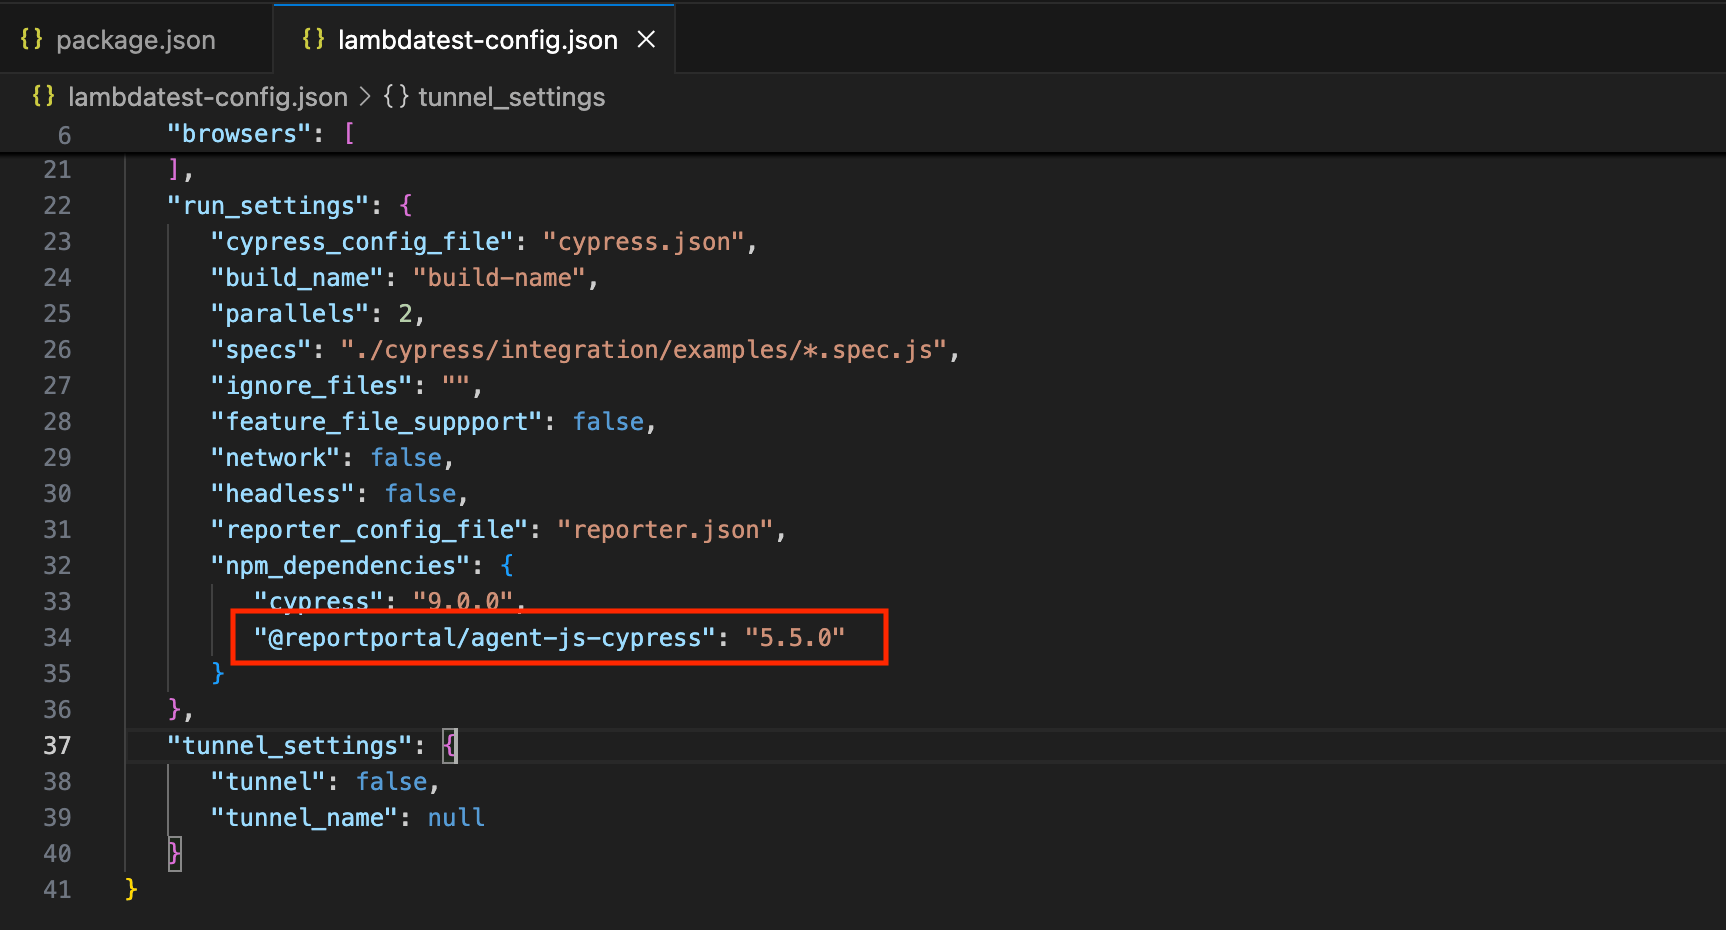 {} package.json {} lambdatest-config.json ×
{} lambdatest-config.json > {} tunnel_settings
6 "browsers": [
21 ],
22 "run_settings": {
23 "cypress_config_file": "cypress.json",
24 "build_name": "build-name",
25 "parallels": 2,
26 "specs": "./cypress/integration/examples/*.spec.js",
27 "ignore_files": "",
28 "feature_file_suppport": false,
29 "network": false,
30 "headless": false,
31 "reporter_config_file": "reporter.json",
32 "npm_dependencies": {
33 "cypress": "9.0.0",
34 "@reportportal/agent-js-cypress": "5.5.0"
35 }
36 },
37 "tunnel_settings": {
38 "tunnel": false,
39 "tunnel_name": null
40 }
41 }